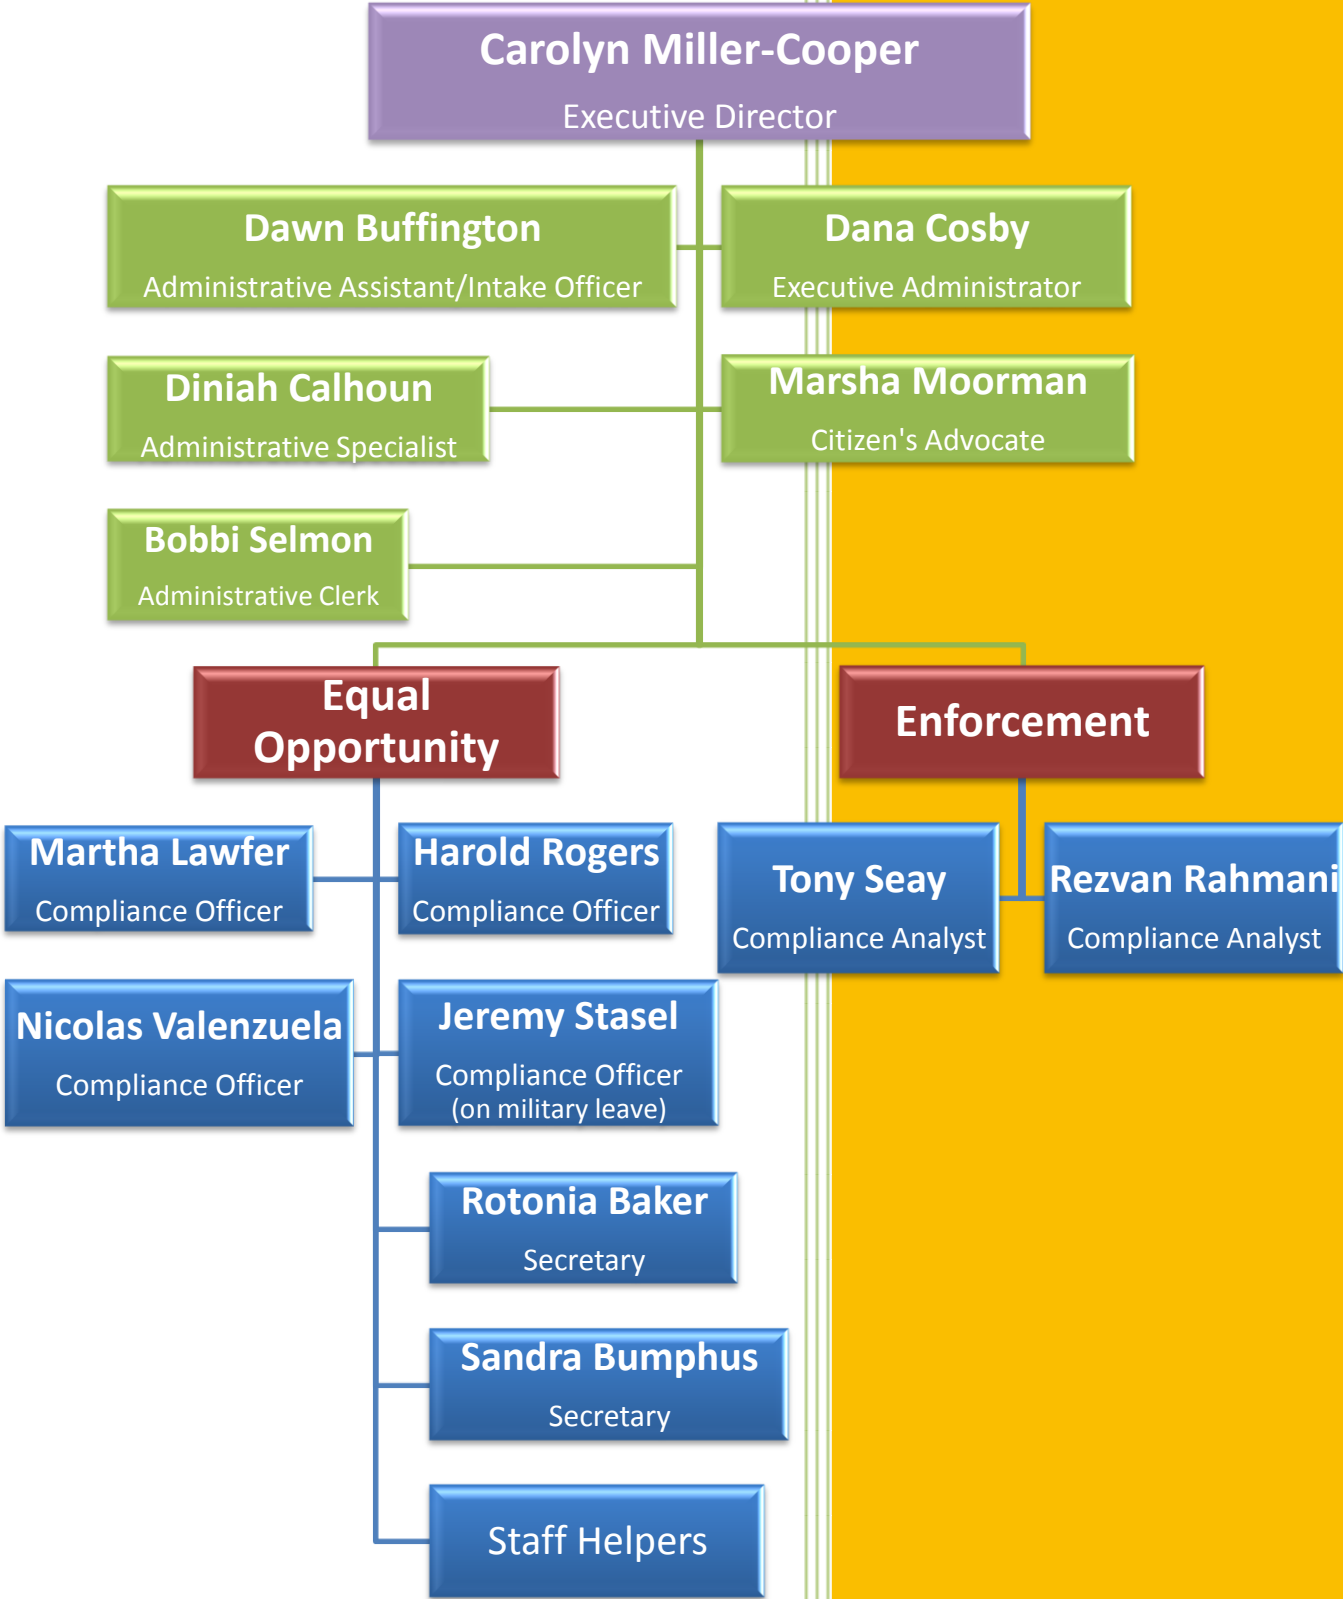 Carolyn Miller-Cooper
Executive Director
Dawn Buffington
Administrative Assistant/Intake Officer
Dana Cosby
Executive Administrator
Diniah Calhoun
Administrative Specialist
Marsha Moorman
Citizen's Advocate
Bobbi Selmon
Administrative Clerk
Equal
Opportunity
Enforcement
Martha Lawfer
Compliance Officer
Harold Rogers
Compliance Officer
Tony Seay
Compliance Analyst
Rezvan Rahmani
Compliance Analyst
Nicolas Valenzuela
Compliance Officer
Jeremy Stasel
Compliance Officer
(on military leave)
Rotonia Baker
Secretary
Sandra Bumphus
Secretary
Staff Helpers